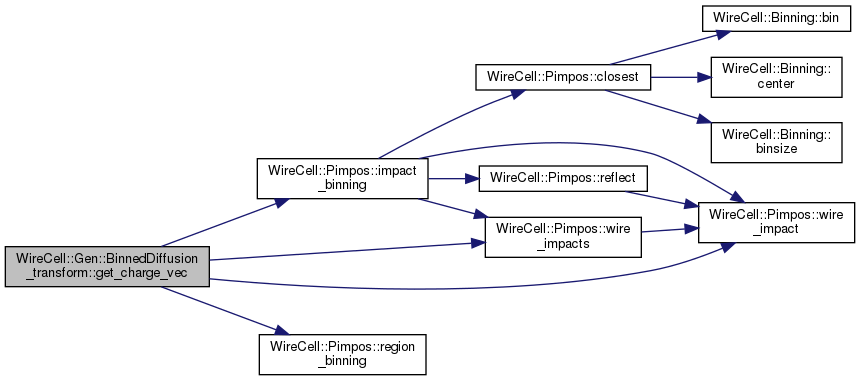 WireCell::Gen::BinnedDiffusion
_transform::get_charge_vec
WireCell::Pimpos::impact
_binning
WireCell::Pimpos::closest
WireCell::Binning::bin
WireCell::Binning::
center
WireCell::Binning::
binsize
WireCell::Pimpos::reflect
WireCell::Pimpos::wire
_impacts
WireCell::Pimpos::wire
_impact
WireCell::Pimpos::region
_binning